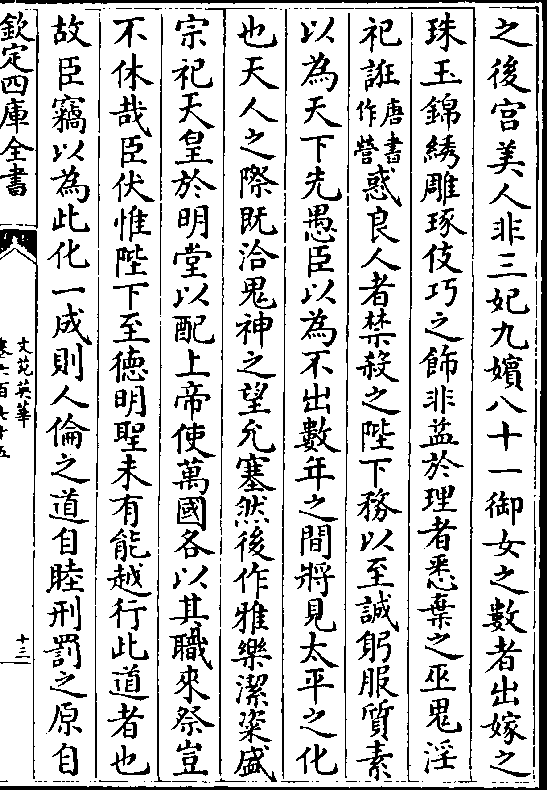 之後宮美人非三妃九嬪八十一御女之數者出嫁之
珠玉錦綉雕琢伎巧之飾非益於理者悉棄之巫鬼淫
祀誑唐書作營惑良人者禁殺之陛下務以至誠躬服質素
以為天下先愚臣以為不出數年之間將見太平之化
也天人之際既洽鬼神之望允塞然後作雅樂潔粢盛
宗祀天皇於明堂以配上帝使萬國各以其職來祭豈
不休哉臣伏惟陛下至德明聖未有能越行此道者也
故臣竊以為此化一成則人倫之道自睦刑罰之原自
欽定四庫全書
文苑英華
卷六百七十五
十三